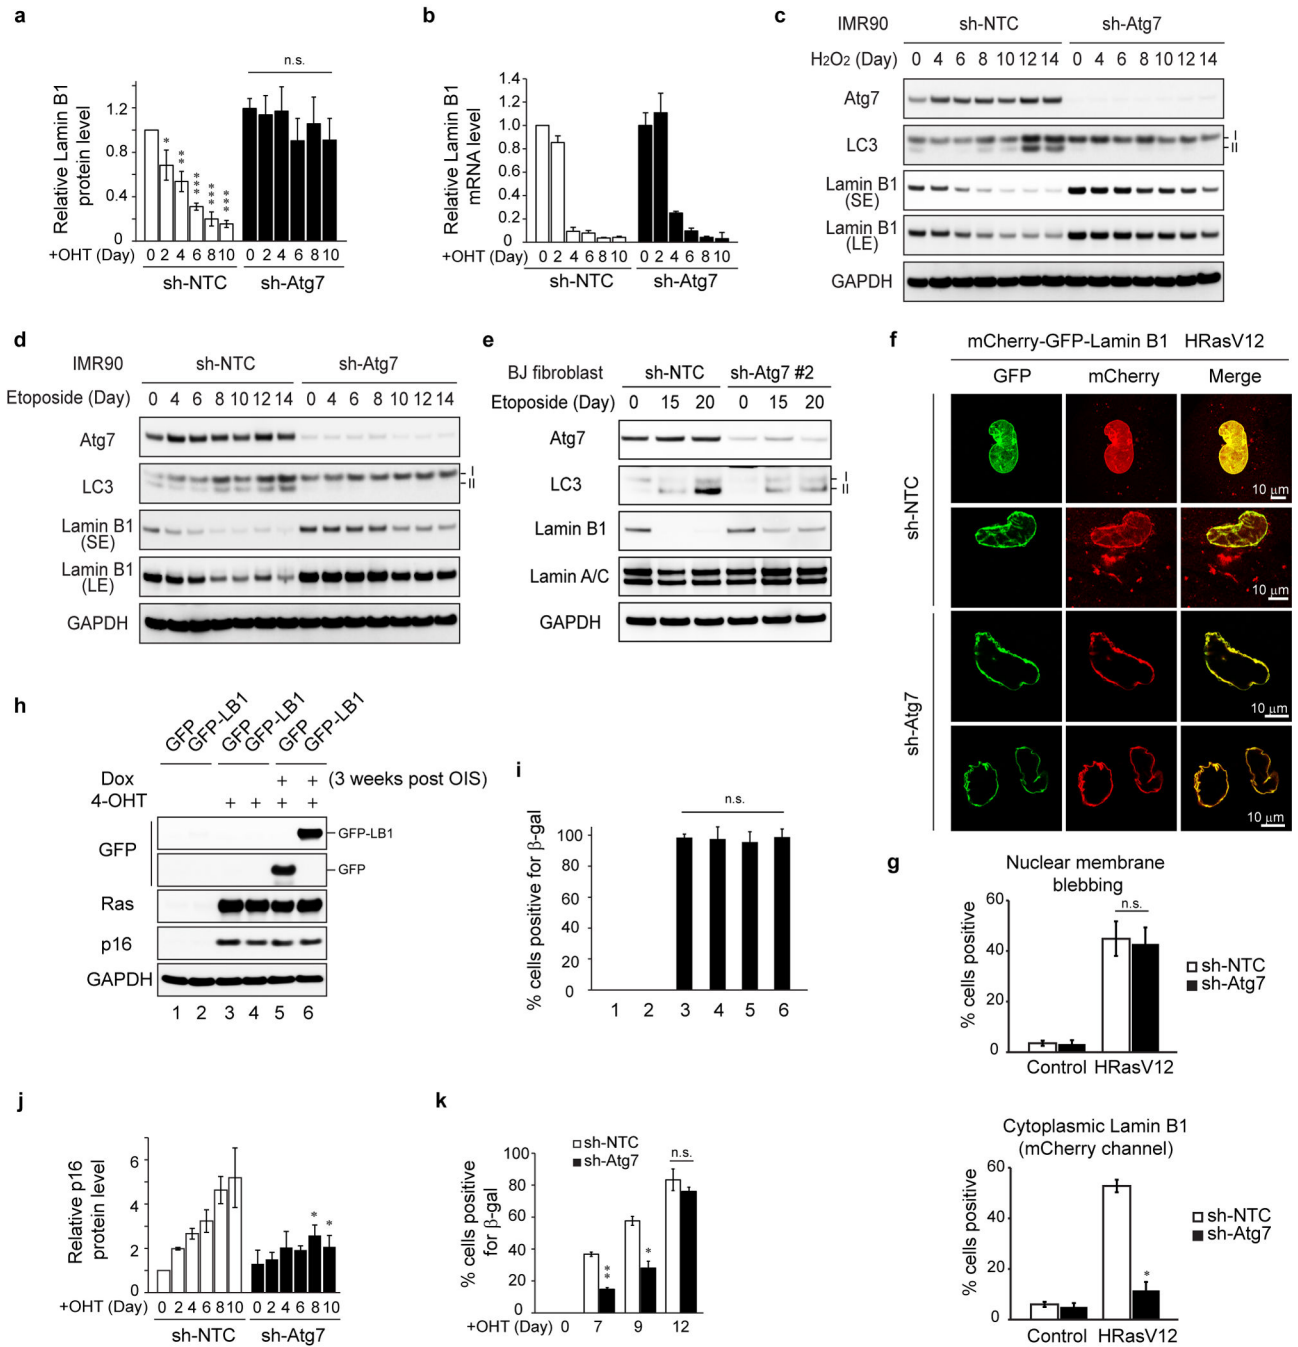 a
Relative Lamin B1
protein level
1.2
0.8
0.4
0
n.s.
*
**
***
***
***
+OHT (Day)
0 2 4 6 8 10 0 2 4 6 8 10
sh-NTC sh-Atg7
b
Relative Lamin B1
mRNA level
1.4
1.2
1.0
0.8
0.6
0.4
0.2
0
+OHT (Day)
0 2 4 6 8 10 0 2 4 6 8 10
sh-NTC sh-Atg7
c
IMR90 sh-NTC sh-Atg7
H2O2 (Day) 0 4 6 8 10 12 14 0 4 6 8 10 12 14
Atg7
LC3
I
II
Lamin B1
(SE)
Lamin B1
(LE)
GAPDH
d
IMR90 sh-NTC sh-Atg7
Etoposide (Day) 0 4 6 8 10 12 14 0 4 6 8 10 12 14
Atg7
LC3
I
II
Lamin B1
(SE)
Lamin B1
(LE)
GAPDH
e
BJ fibroblast sh-NTC sh-Atg7 #2
Etoposide (Day) 0 15 20 0 15 20
Atg7
LC3
I
II
Lamin B1
Lamin A/C
GAPDH
f
mCherry-GFP-Lamin B1 HRasV12
GFP mCherry Merge
sh-NTC
10 µm
10 µm
sh-Atg7
10 µm
10 µm
g
Nuclear membrane
blebbing
% cells positive
60
40
20
0
n.s.
sh-NTC
sh-Atg7
Control HRasV12
Cytoplasmic Lamin B1
(mCherry channel)
% cells positive
60
40
20
0
*
sh-NTC
sh-Atg7
Control HRasV12
h
GFP GFP-LB1 GFP GFP-LB1 GFP GFP-LB1
Dox + + (3 weeks post OIS)
4-OHT + + + +
GFP
GFP-LB1
GFP
Ras
p16
GAPDH
1 2 3 4 5 6
i
% cells positive for β-gal
100
80
60
40
20
0
n.s.
1 2 3 4 5 6
j
Relative p16
protein level
6
4
2
0
* *
+OHT (Day) 0 2 4 6 8 10 0 2 4 6 8 10
sh-NTC sh-Atg7
k
% cells positive
for β-gal
100
80
60
40
20
0
sh-NTC
sh-Atg7
**
*
n.s.
+OHT (Day) 0 7 9 12